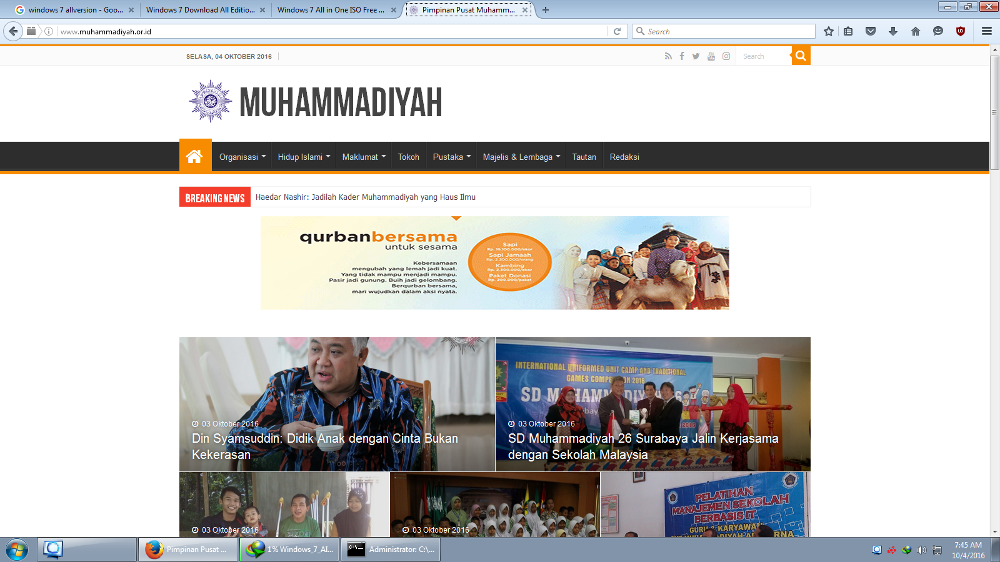 windows 7 allversion - Goo...
Windows 7 Download All Editio...
Windows 7 All in One ISO Free ...
Pimpinan Pusat Muhamm...
www.muhammadiyah.or.id
Search
SELASA, 04 OKTOBER 2016
Search
MUHAMMADIYAH
Organisasi
Hidup Islami
Maklumat
Tokoh
Pustaka
Majelis & Lembaga
Tautan
Redaksi
BREAKING NEWS
Haedar Nashir: Jadilah Kader Muhammadiyah yang Haus Ilmu
qurbanbersama
untuk sesama
Kebersamaan
mengubah yang lemah jadi kuat.
Yang tidak mampu menjadi mampu.
Pasir jadi gunung. Buih jadi gelombang.
Berqurban bersama,
mari wujudkan dalam aksi nyata.
Sapi
Rp. 16.100.000/ekor
Sapi Jamaah
Rp. 2.300.000/orang
Kambing
Rp. 2.300.000/ekor
Paket Donasi
Rp. 200.000/paket
03 Oktober 2016
Din Syamsuddin: Didik Anak dengan Cinta Bukan
Kekerasan
INTERNATIONAL UNIFORMED UNIT CAMP AND TRADITIONAL
GAMES COMPETITION 2016
SD MUHAMMADIYAH 26
03 Oktober 2016
SD Muhammadiyah 26 Surabaya Jalin Kerjasama
dengan Sekolah Malaysia
03 Oktober 2016
03 Oktober 2016
PELATIHAN
MANAJEMEN SEKOLAH
BERBASIS IT
GURU & KARYAWAN
Pimpinan Pusat ...
1% Windows_7_AI...
Administrator: C:\...
7:45 AM
10/4/2016